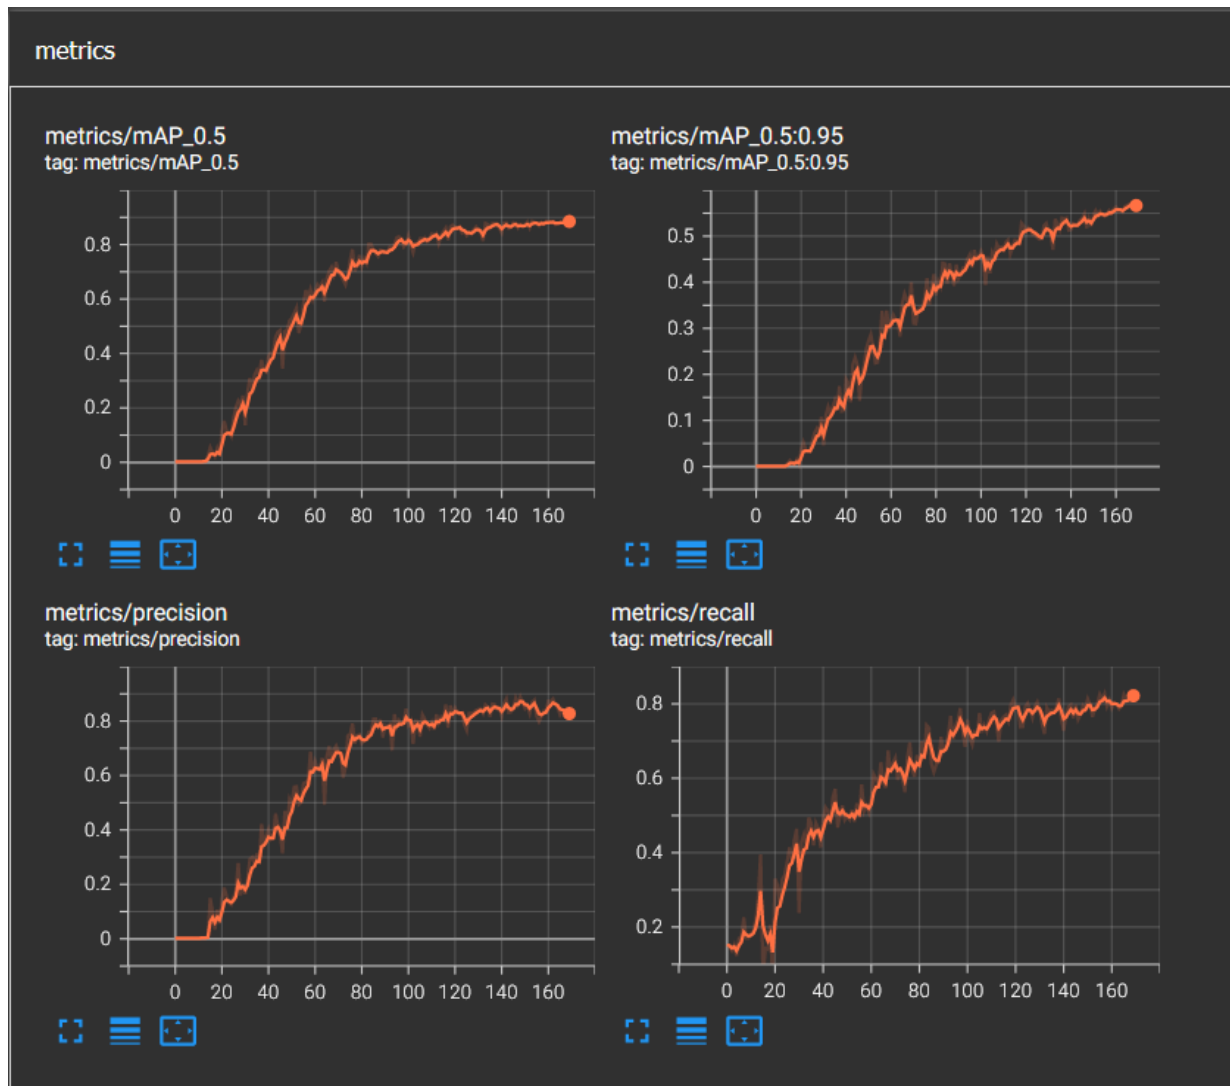 metrics
metrics/mAP_0.5
tag: metrics/mAP_0.5
0.8
0.6
0.4
0.2
0
0 20 40 60 80 100 120 140 160
metrics/mAP_0.5:0.95
tag: metrics/mAP_0.5:0.95
0.5
0.4
0.3
0.2
0.1
0
0 20 40 60 80 100 120 140 160
metrics/precision
tag: metrics/precision
0.8
0.6
0.4
0.2
0
0 20 40 60 80 100 120 140 160
metrics/recall
tag: metrics/recall
0.8
0.6
0.4
0.2
0 20 40 60 80 100 120 140 160